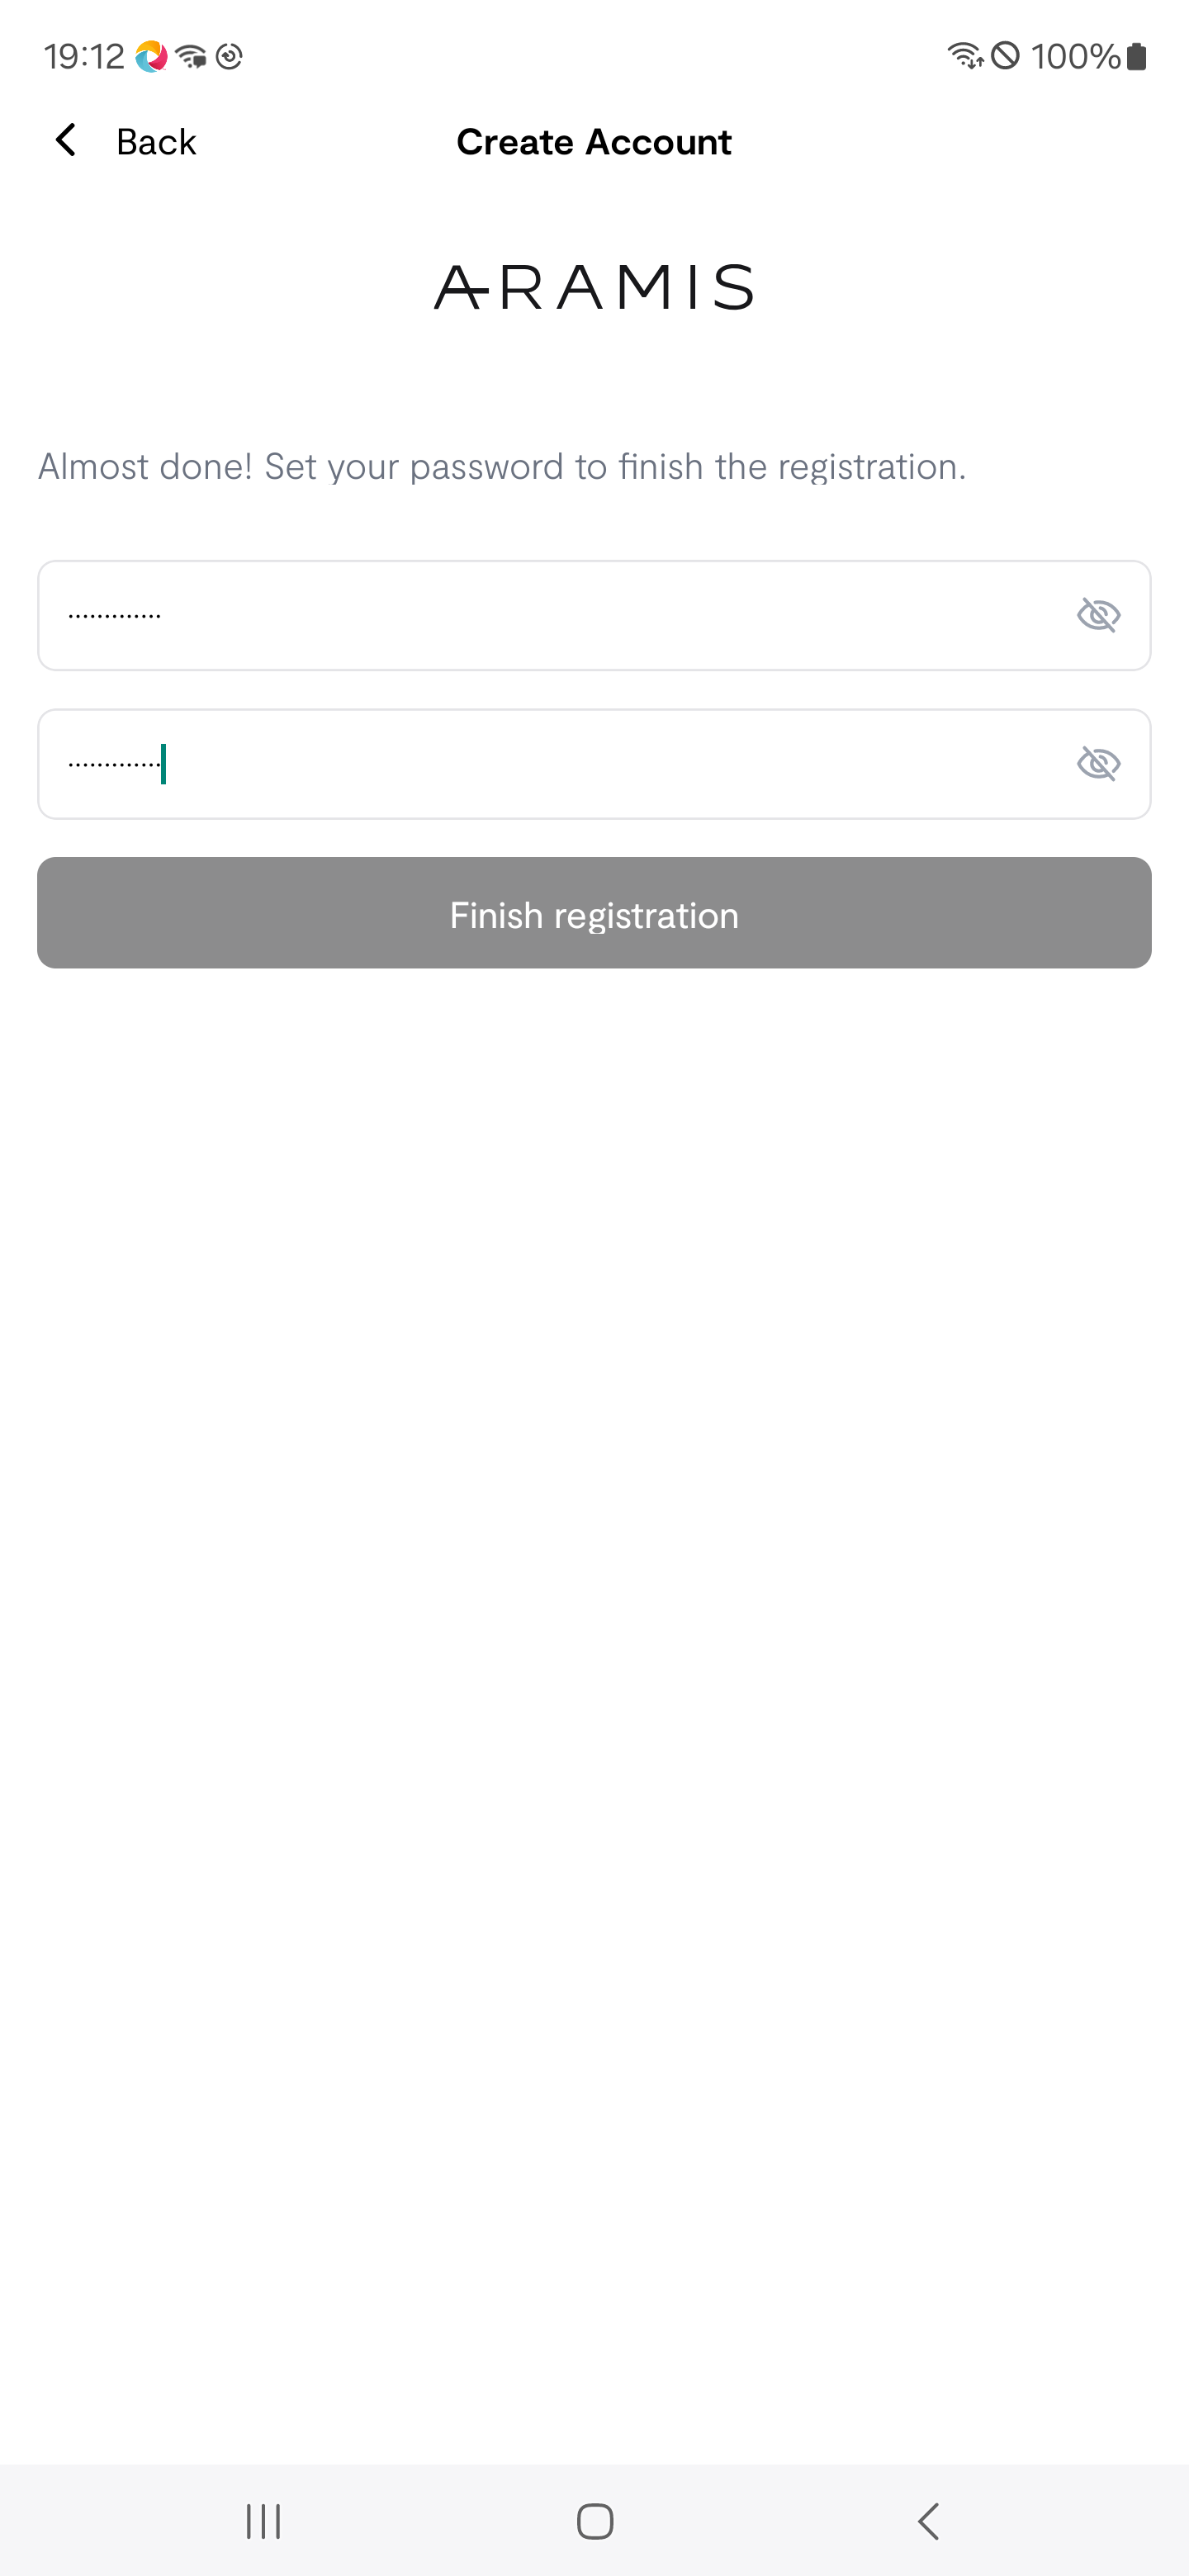 19:12
100%
Back
Create Account
ARAMIS
Almost done! Set your password to finish the registration.
•••••••••••••
•••••••••••••
Finish registration